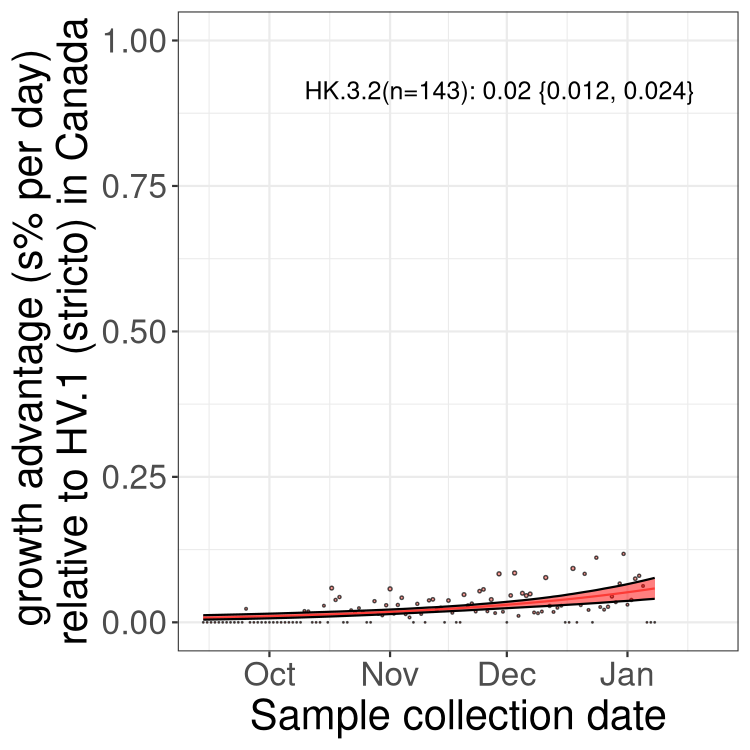 growth advantage (s% per day)
relative to HV.1 (stricto) in Canada
1.00
0.75
0.50
0.25
0.00
HK.3.2(n=143): 0.02 {0.012, 0.024}
Oct Nov Dec Jan
Sample collection date